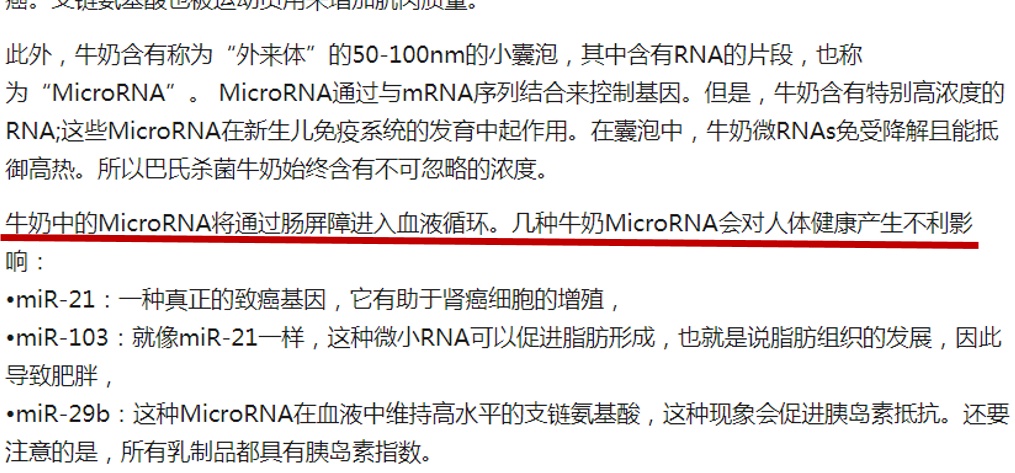 癌。支链氨基酸也被运动员用来增加肌肉质量。
此外，牛奶含有称为“外来体”的50-100nm的小囊泡，其中含有RNA的片段，也称
为“MicroRNA”。 MicroRNA通过与mRNA序列结合来控制基因。但是，牛奶含有特别高浓度的
RNA;这些MicroRNA在新生儿免疫系统的发育中起作用。在囊泡中，牛奶微RNAs免受降解且能抵
御高热。所以巴氏杀菌牛奶始终含有不可忽略的浓度。
牛奶中的MicroRNA将通过肠屏障进入血液循环。几种牛奶MicroRNA会对人体健康产生不利影
响：
•miR-21：一种真正的致癌基因，它有助于肾癌细胞的增殖，
•miR-103：就像miR-21一样，这种微小RNA可以促进脂肪形成，也就是说脂肪组织的发展，因此
导致肥胖，
•miR-29b：这种MicroRNA在血液中维持高水平的支链氨基酸，这种现象会促进胰岛素抵抗。还要
注意的是，所有乳制品都具有胰岛素指数。